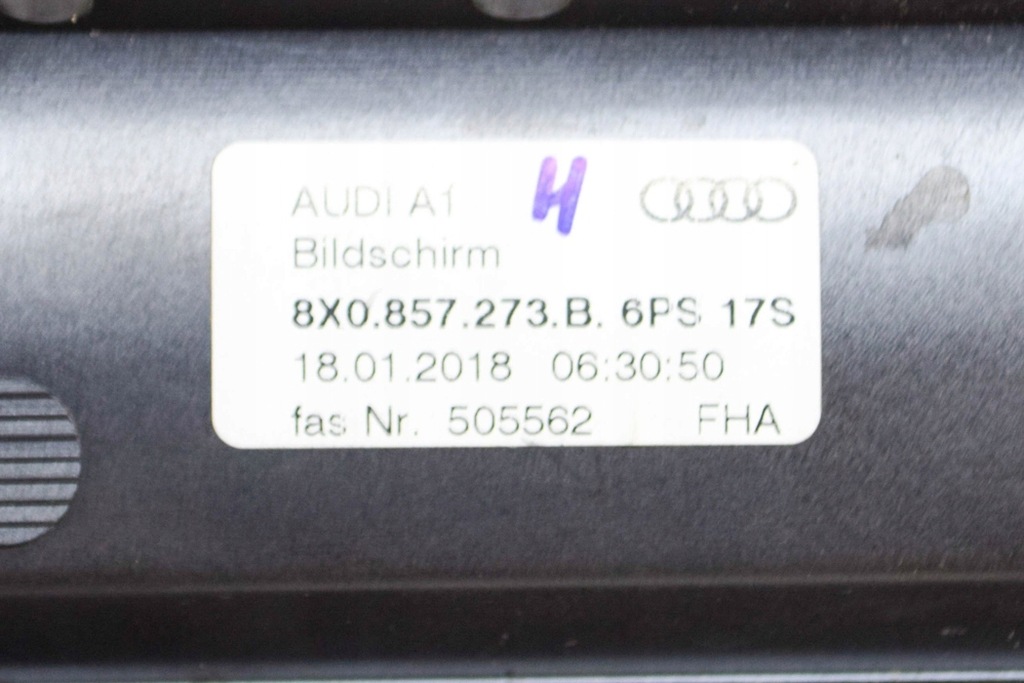 AUDI A1 H
Bildschirm
8X0.857.273.B. 6PS 17S
18.01.2018 06:30:50
fas Nr. 505562 FHA